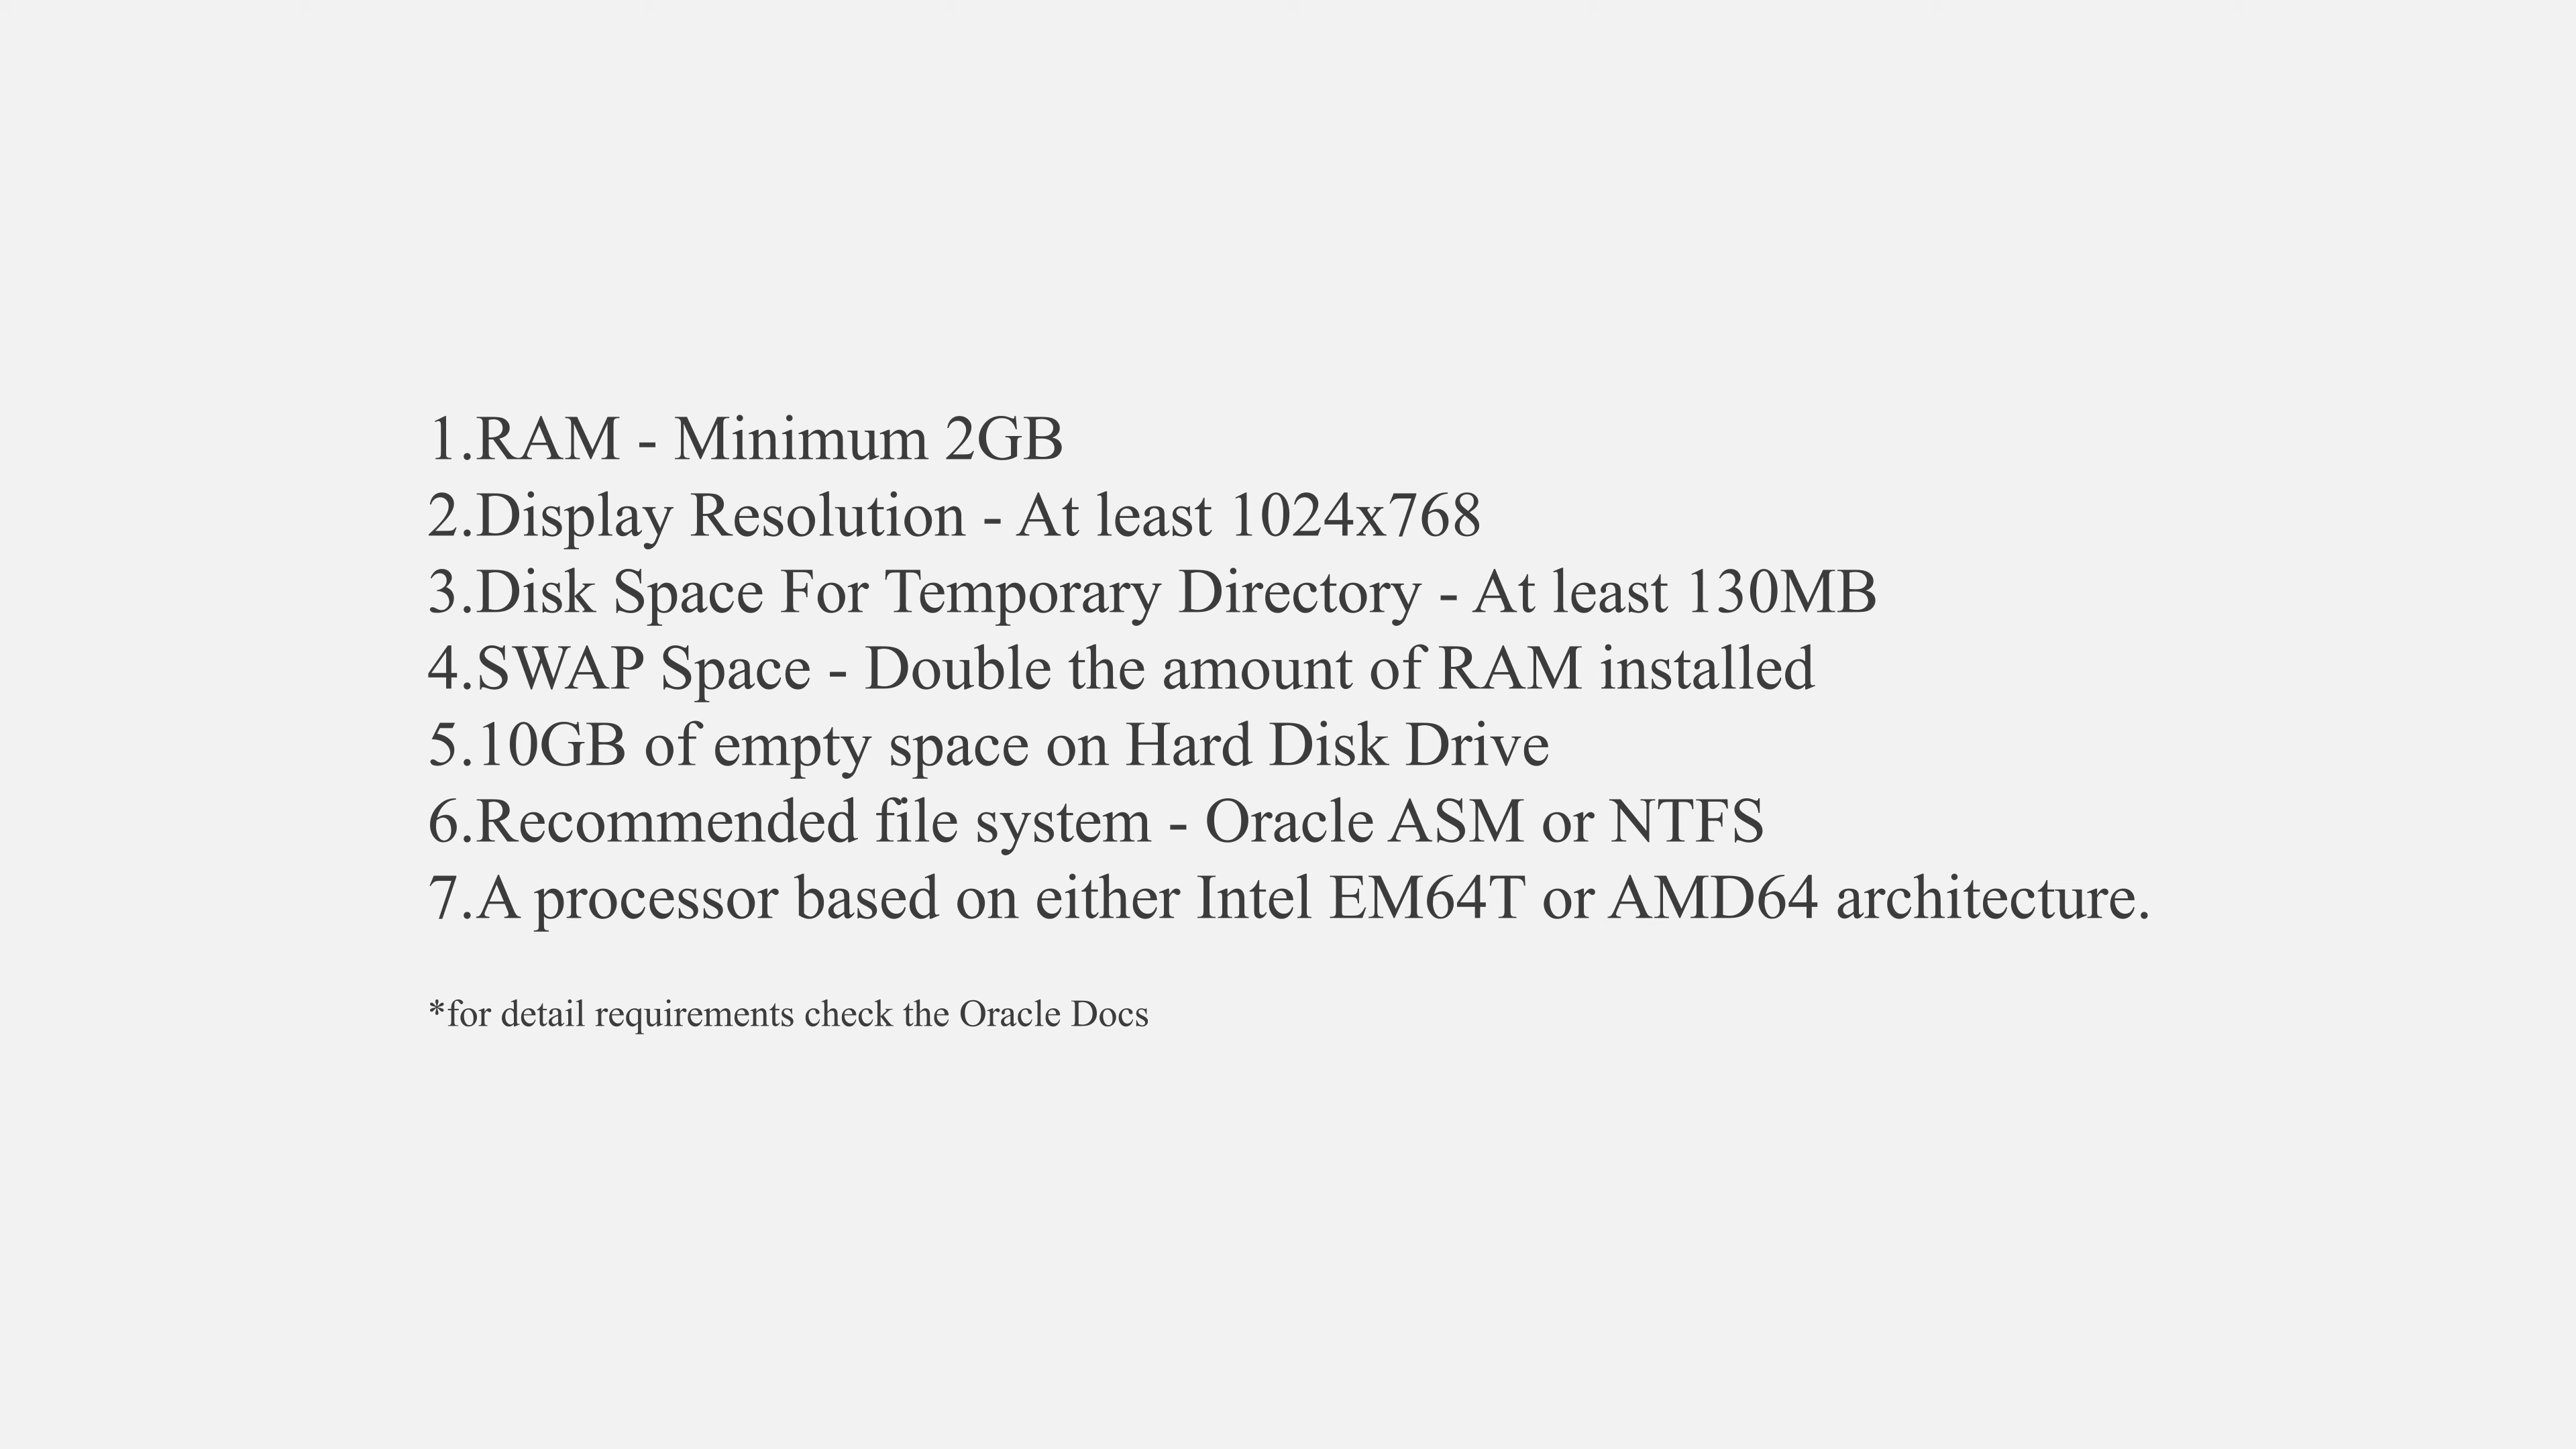 1.RAM - Minimum 2GB
2.Display Resolution - At least 1024x768
3.Disk Space For Temporary Directory - At least 130MB
4.SWAP Space - Double the amount of RAM installed
5.10GB of empty space on Hard Disk Drive
6.Recommended file system - Oracle ASM or NTFS
7.A processor based on either Intel EM64T or AMD64 architecture.
*for detail requirements check the Oracle Docs